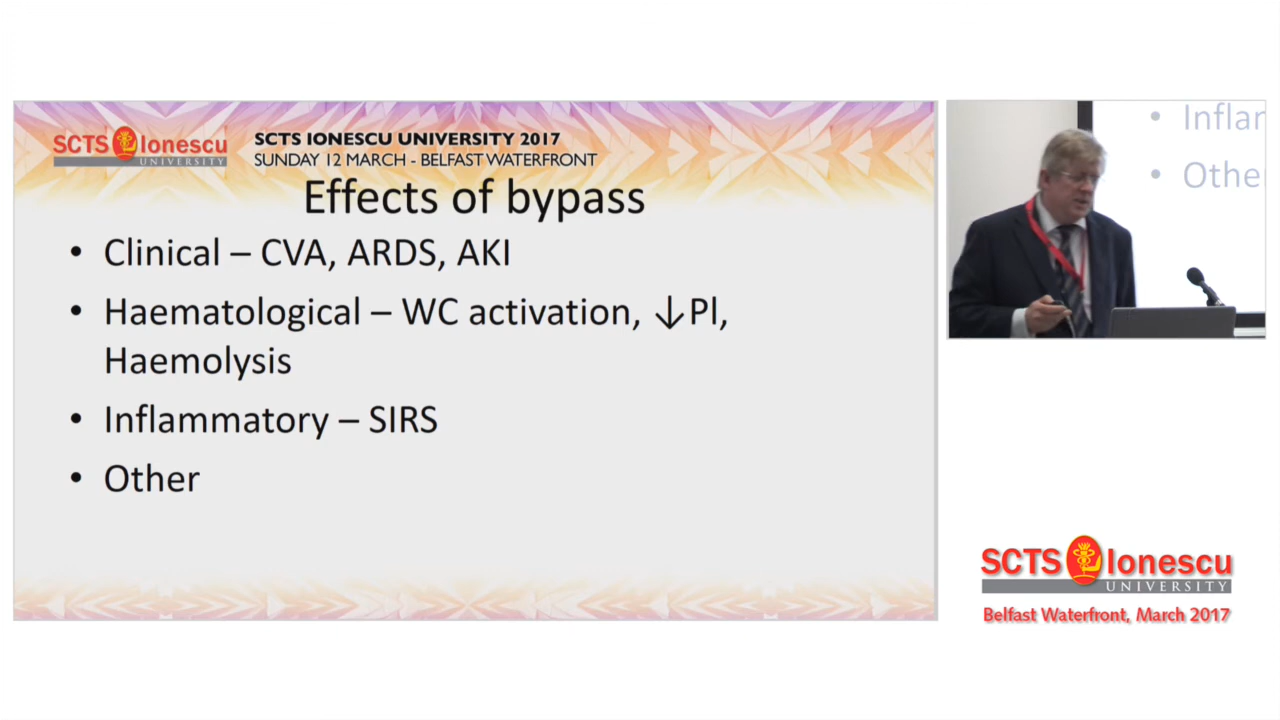 SCTS Ionescu
UNIVERSITY
SCTS IONESCU UNIVERSITY 2017
SUNDAY 12 MARCH - BELFAST WATERFRONT
Effects of bypass
• Clinical – CVA, ARDS, AKI
• Haematological – WC activation, ↓Pl,
Haemolysis
• Inflammatory – SIRS
• Other
• Inflar
• Othe
SCTS Ionescu
UNIVERSITY
Belfast Waterfront, March 2017